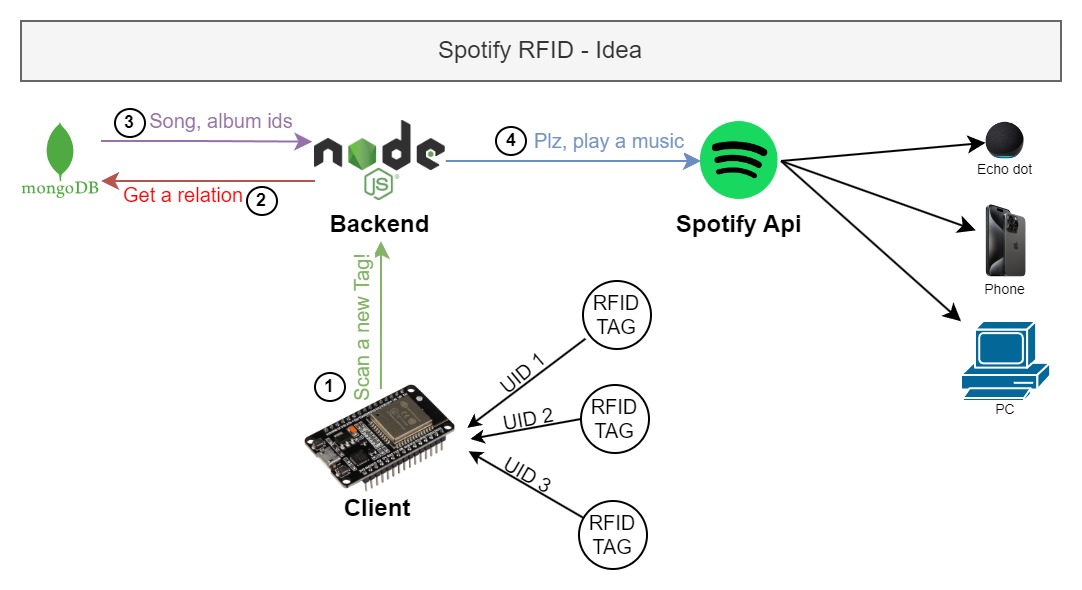 Spotify RFID - Idea
3 Song, album ids
mongoDB
Get a relation 2
node
JS
Backend
4 Plz, play a music
Spotify Api
Echo dot
Phone
PC
Scan a new Tag!
1
Client
UID 1
RFID
TAG
UID 2
RFID
TAG
UID 3
RFID
TAG